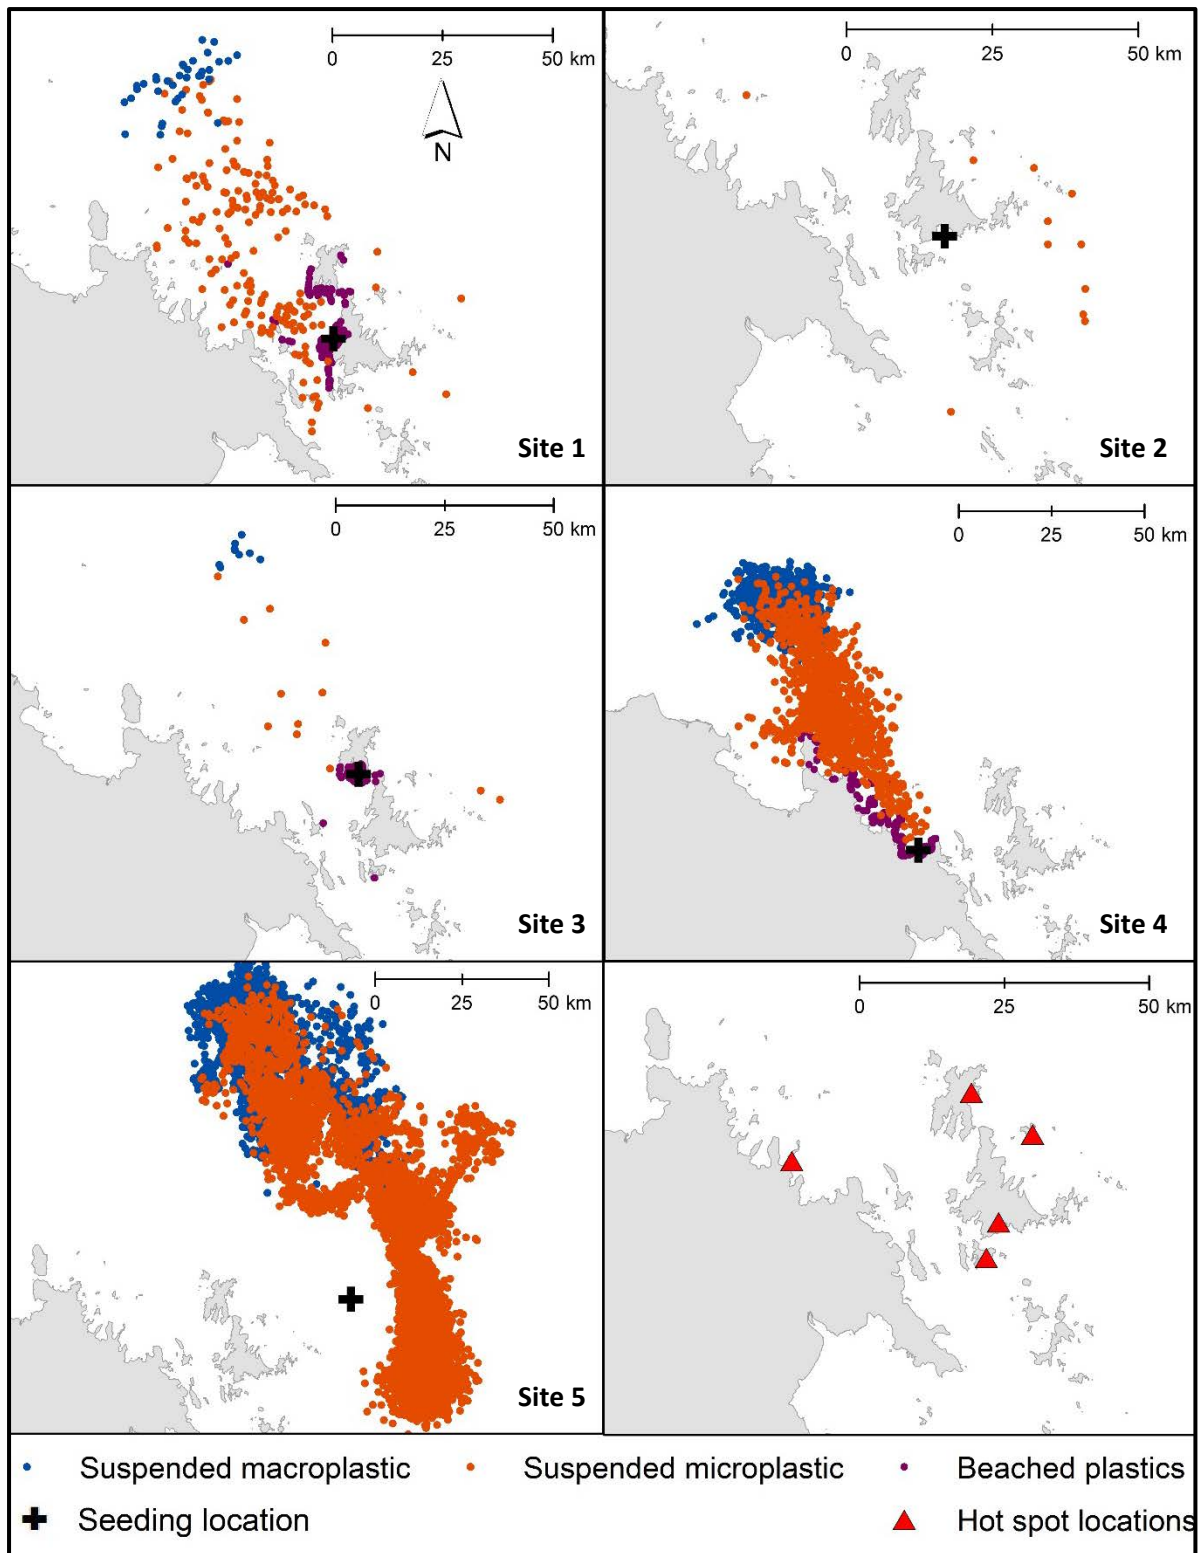 0 25 50 km
N
Site 1
0 25 50 km
Site 2
0 25 50 km
Site 3
0 25 50 km
Site 4
0 25 50 km
Site 5
0 25 50 km
Suspended macroplastic Suspended microplastic Beached plastics
Seeding location Hot spot locations